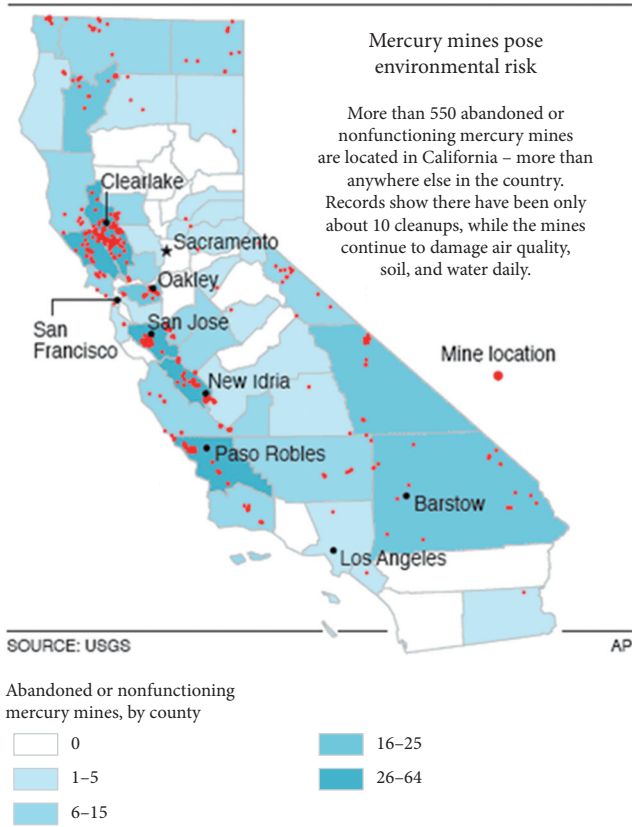 Mercury mines pose
environmental risk
More than 550 abandoned or
nonfunctioning mercury mines
are located in California – more than
anywhere else in the country.
Records show there have been only
about 10 cleanups, while the mines
continue to damage air quality,
soil, and water daily.
Clearlake
Sacramento
Oakley
San
Francisco
San Jose
Mine location
New Idria
Paso Robles
Barstow
Los Angeles
SOURCE: USGS
AP
Abandoned or nonfunctioning
mercury mines, by county
0
1–5
6–15
16–25
26–64